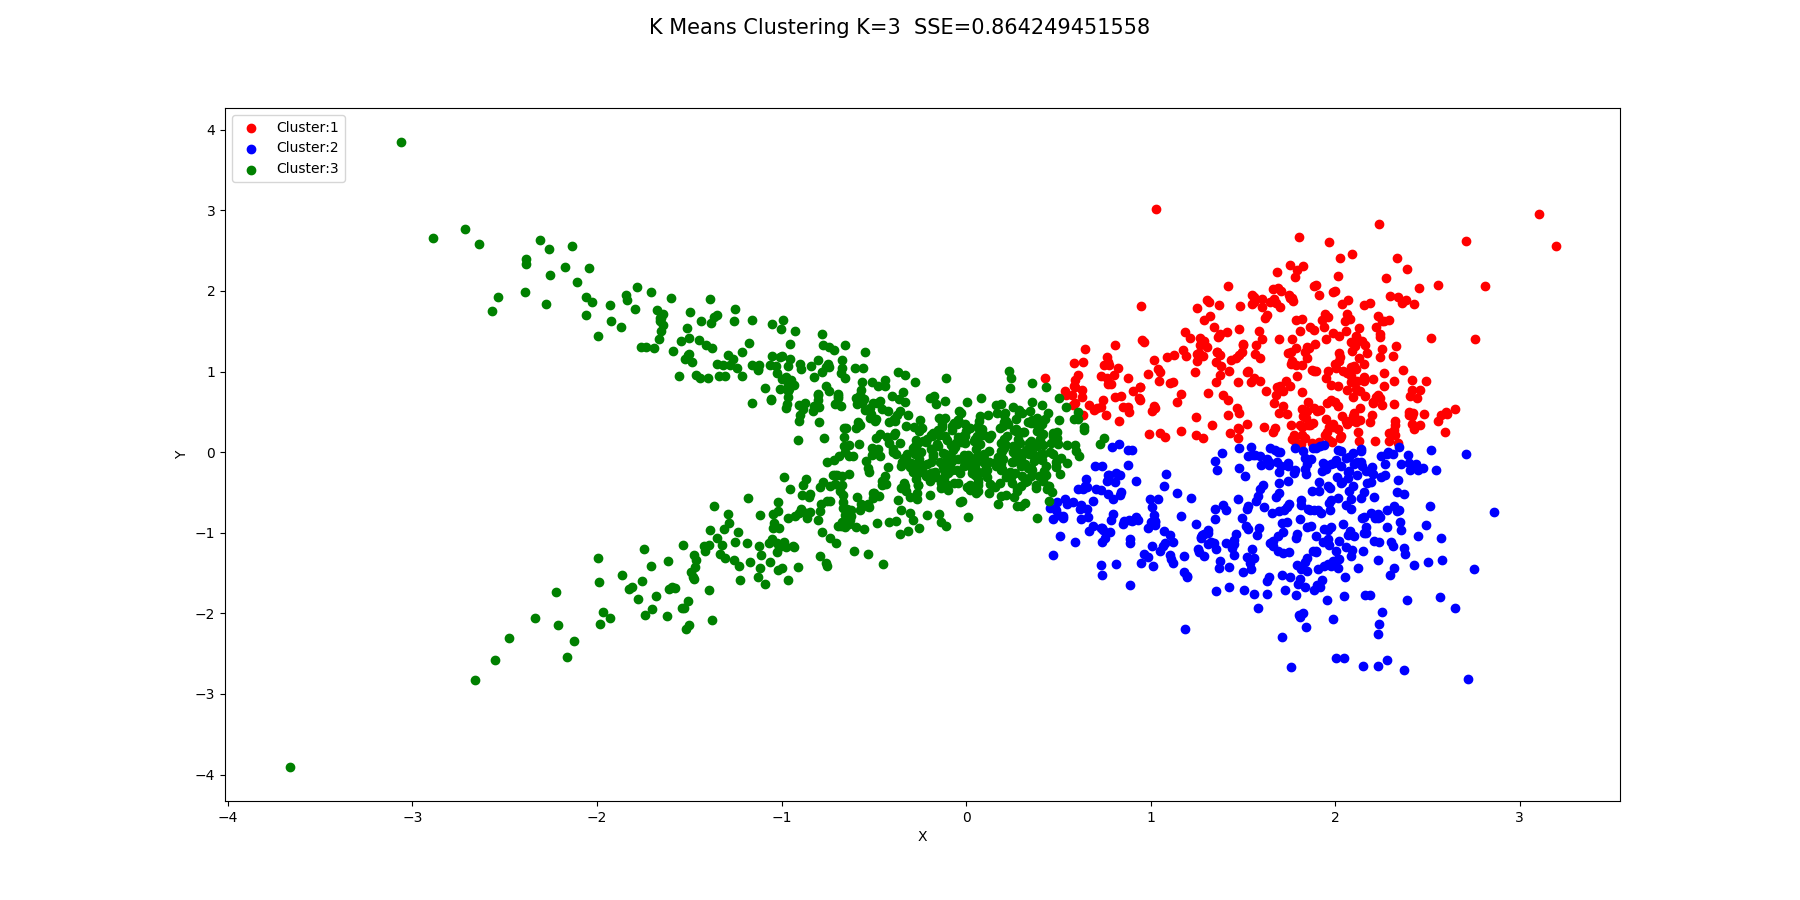 K Means Clustering K=3  SSE=0.864249451558
Cluster:1
Cluster:2
Cluster:3
4
3
2
1
0
−1
−2
−3
−4
Y
−4 −3 −2 −1 0 1 2 3
X